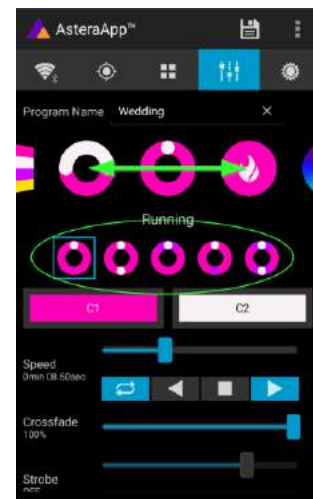 AsteraApp™
Program Name Wedding
Running
C1 C2
Speed
0min 08.60sec
Crossfade
100%
Strobe
OFF